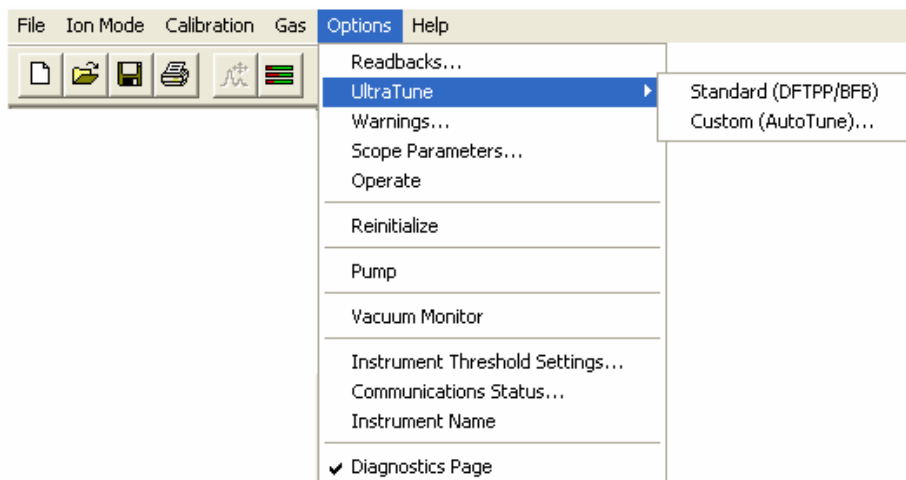 File Ion Mode Calibration Gas Options Help
Readbacks...
UltraTune
Standard (DFTPP/BFB)
Custom (AutoTune)...
Warnings...
Scope Parameters...
Operate
Reinitialize
Pump
Vacuum Monitor
Instrument Threshold Settings...
Communications Status...
Instrument Name
Diagnostics Page